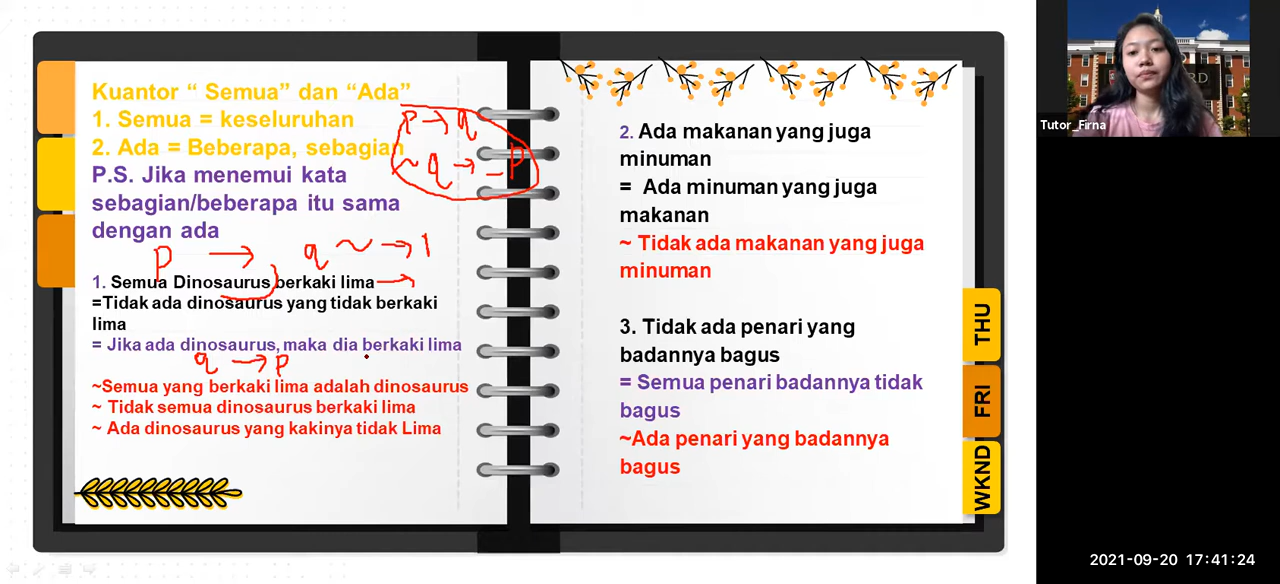 Kuantor “ Semua” dan “Ada”
1. Semua = keseluruhan
2. Ada = Beberapa, sebagian
P.S. Jika menemui kata
sebagian/beberapa itu sama
dengan ada
p → q
~ q → ~ p
p → q ~ → 1
1. Semua Dinosaurus berkaki lima →
=Tidak ada dinosaurus yang tidak berkaki
lima
= Jika ada dinosaurus, maka dia berkaki lima
q → p
~Semua yang berkaki lima adalah dinosaurus
~ Tidak semua dinosaurus berkaki lima
~ Ada dinosaurus yang kakinya tidak Lima
2. Ada makanan yang juga
minuman
= Ada minuman yang juga
makanan
~ Tidak ada makanan yang juga
minuman
3. Tidak ada penari yang
badannya bagus
= Semua penari badannya tidak
bagus
~Ada penari yang badannya
bagus
THU
FRI
WKND
Tutor_Firna
2021-09-20 17:41:24